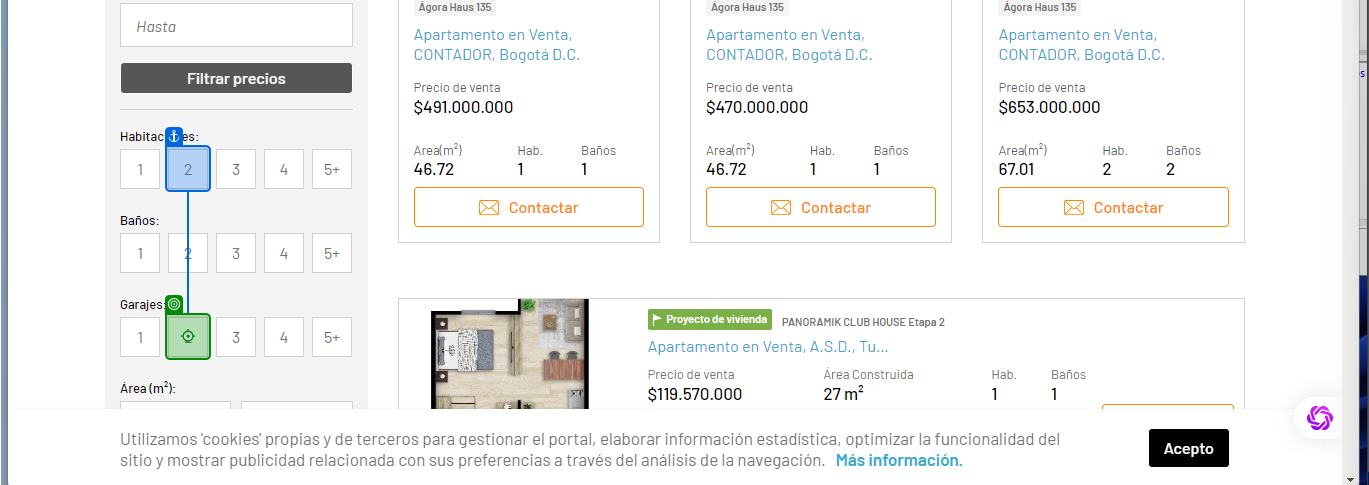 Hasta
Filtrar precios
Habitac es:
1 2 3 4 5+
Baños:
1 2 3 4 5+
Garajes:
1 3 4 5+
Área (m²):
Ágora Haus 135
Apartamento en Venta,
CONTADOR, Bogotá D.C.
Precio de venta
$491.000.000
Area(m²) Hab. Baños
46.72 1 1
Contactar
Ágora Haus 135
Apartamento en Venta,
CONTADOR, Bogotá D.C.
Precio de venta
$470.000.000
Area(m²) Hab. Baños
46.72 1 1
Contactar
Ágora Haus 135
Apartamento en Venta,
CONTADOR, Bogotá D.C.
Precio de venta
$653.000.000
Area(m²) Hab. Baños
67.01 2 2
Contactar
Proyecto de vivienda PANORAMIK CLUB HOUSE Etapa 2
Apartamento en Venta, A.S.D., Tu...
Precio de venta Área Construida Hab. Baños
$119.570.000 27 m² 1 1
Utilizamos 'cookies' propias y de terceros para gestionar el portal, elaborar información estadística, optimizar la funcionalidad del
sitio y mostrar publicidad relacionada con sus preferencias a través del análisis de la navegación. Más información.
Acepto